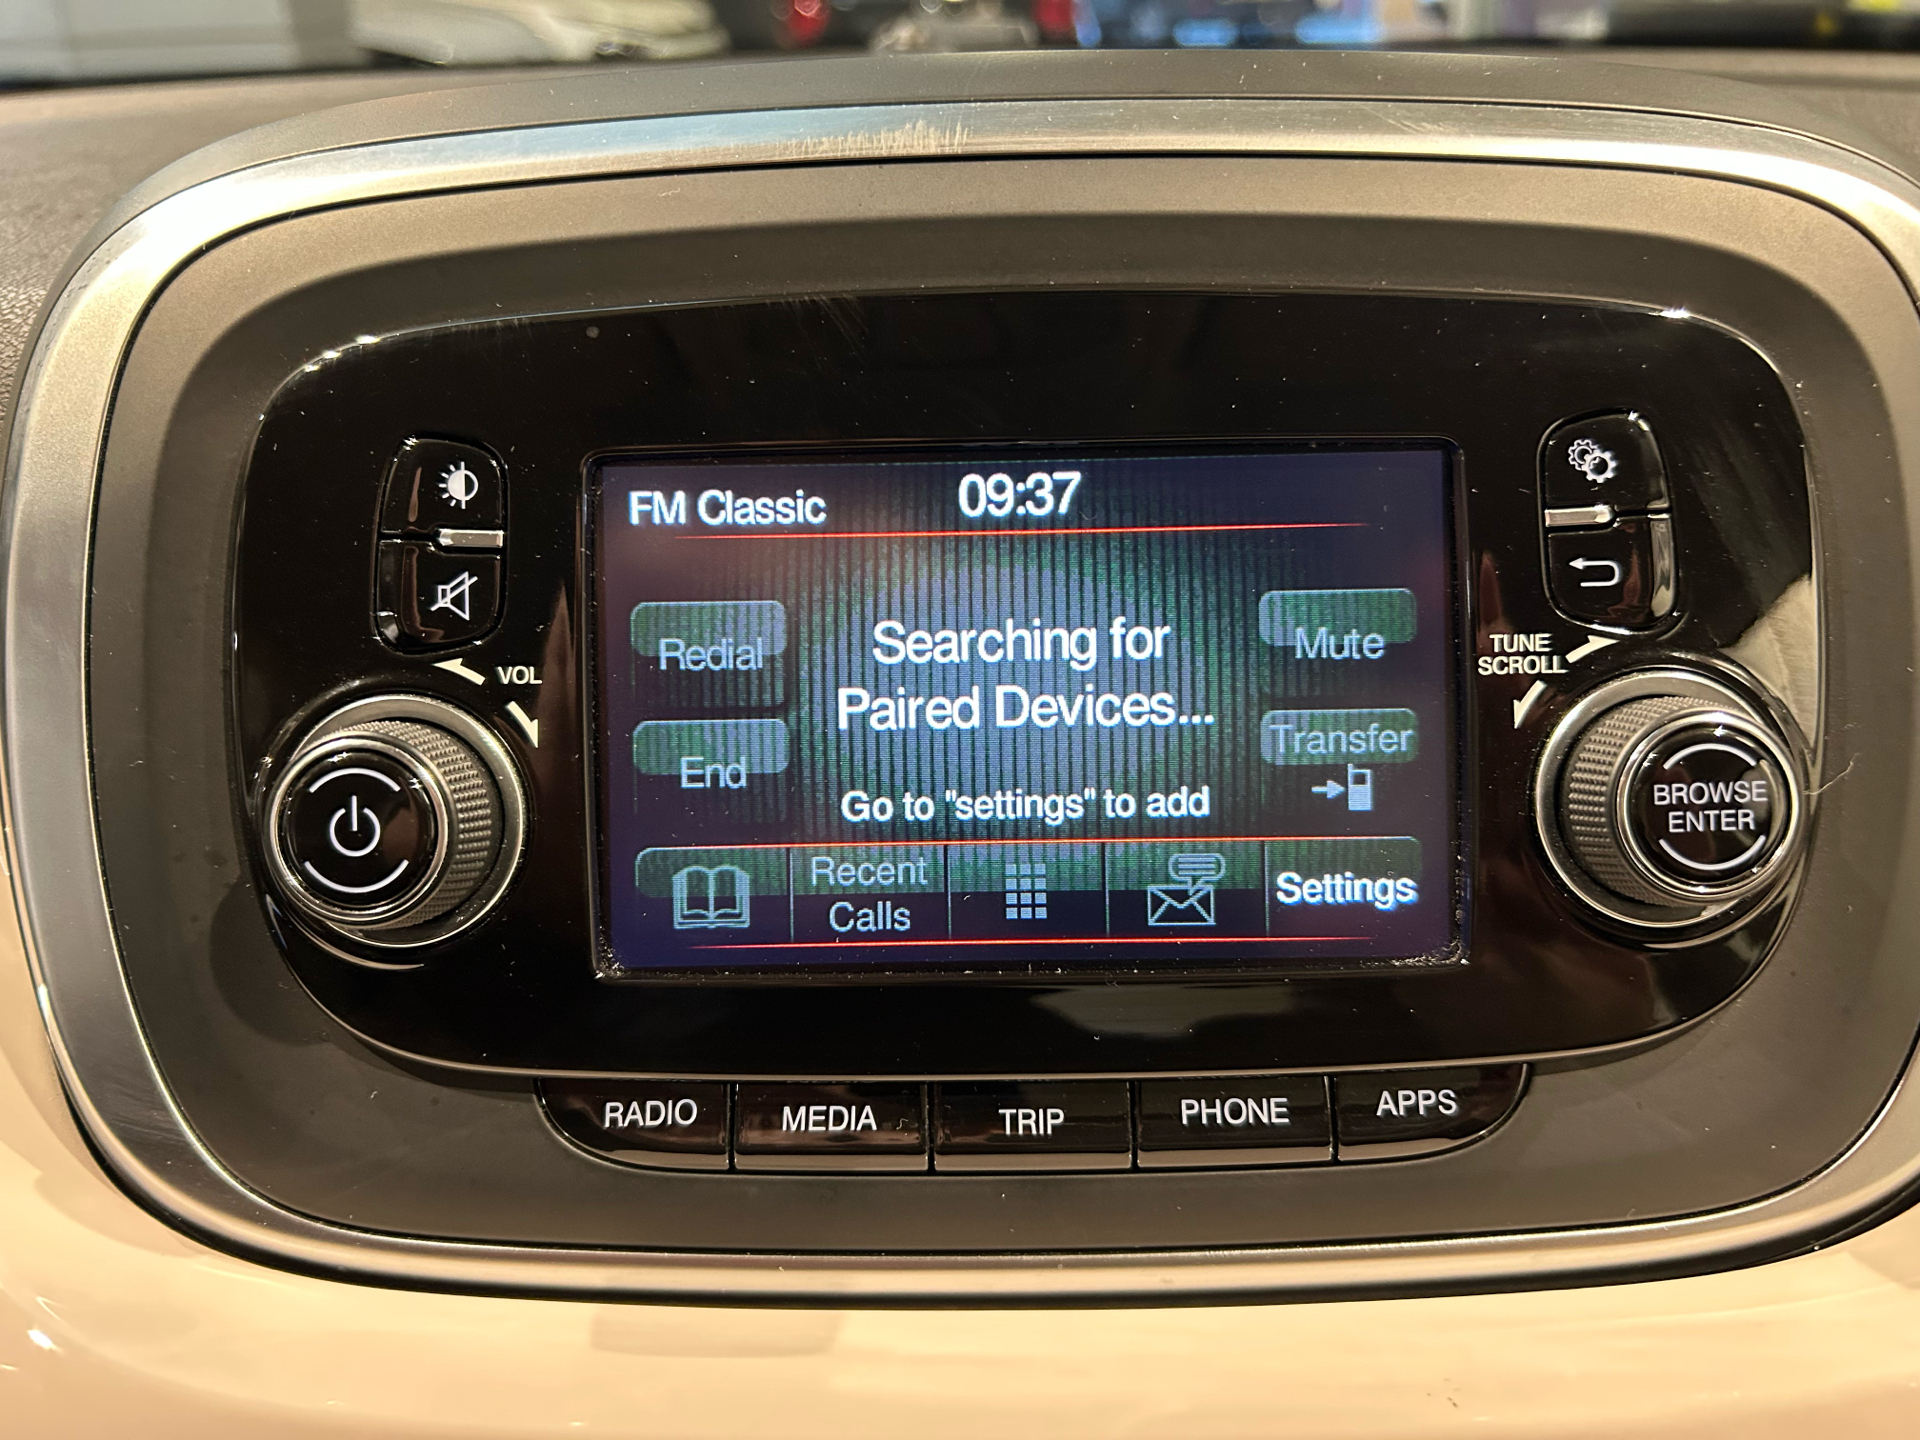 FM Classic
09:37
Redial
Searching for
Paired Devices...
Mute
End
Transfer
Go to "settings" to add
Recent
Calls
Settings
VOL
TUNE
SCROLL
BROWSE
ENTER
RADIO
MEDIA
TRIP
PHONE
APPS